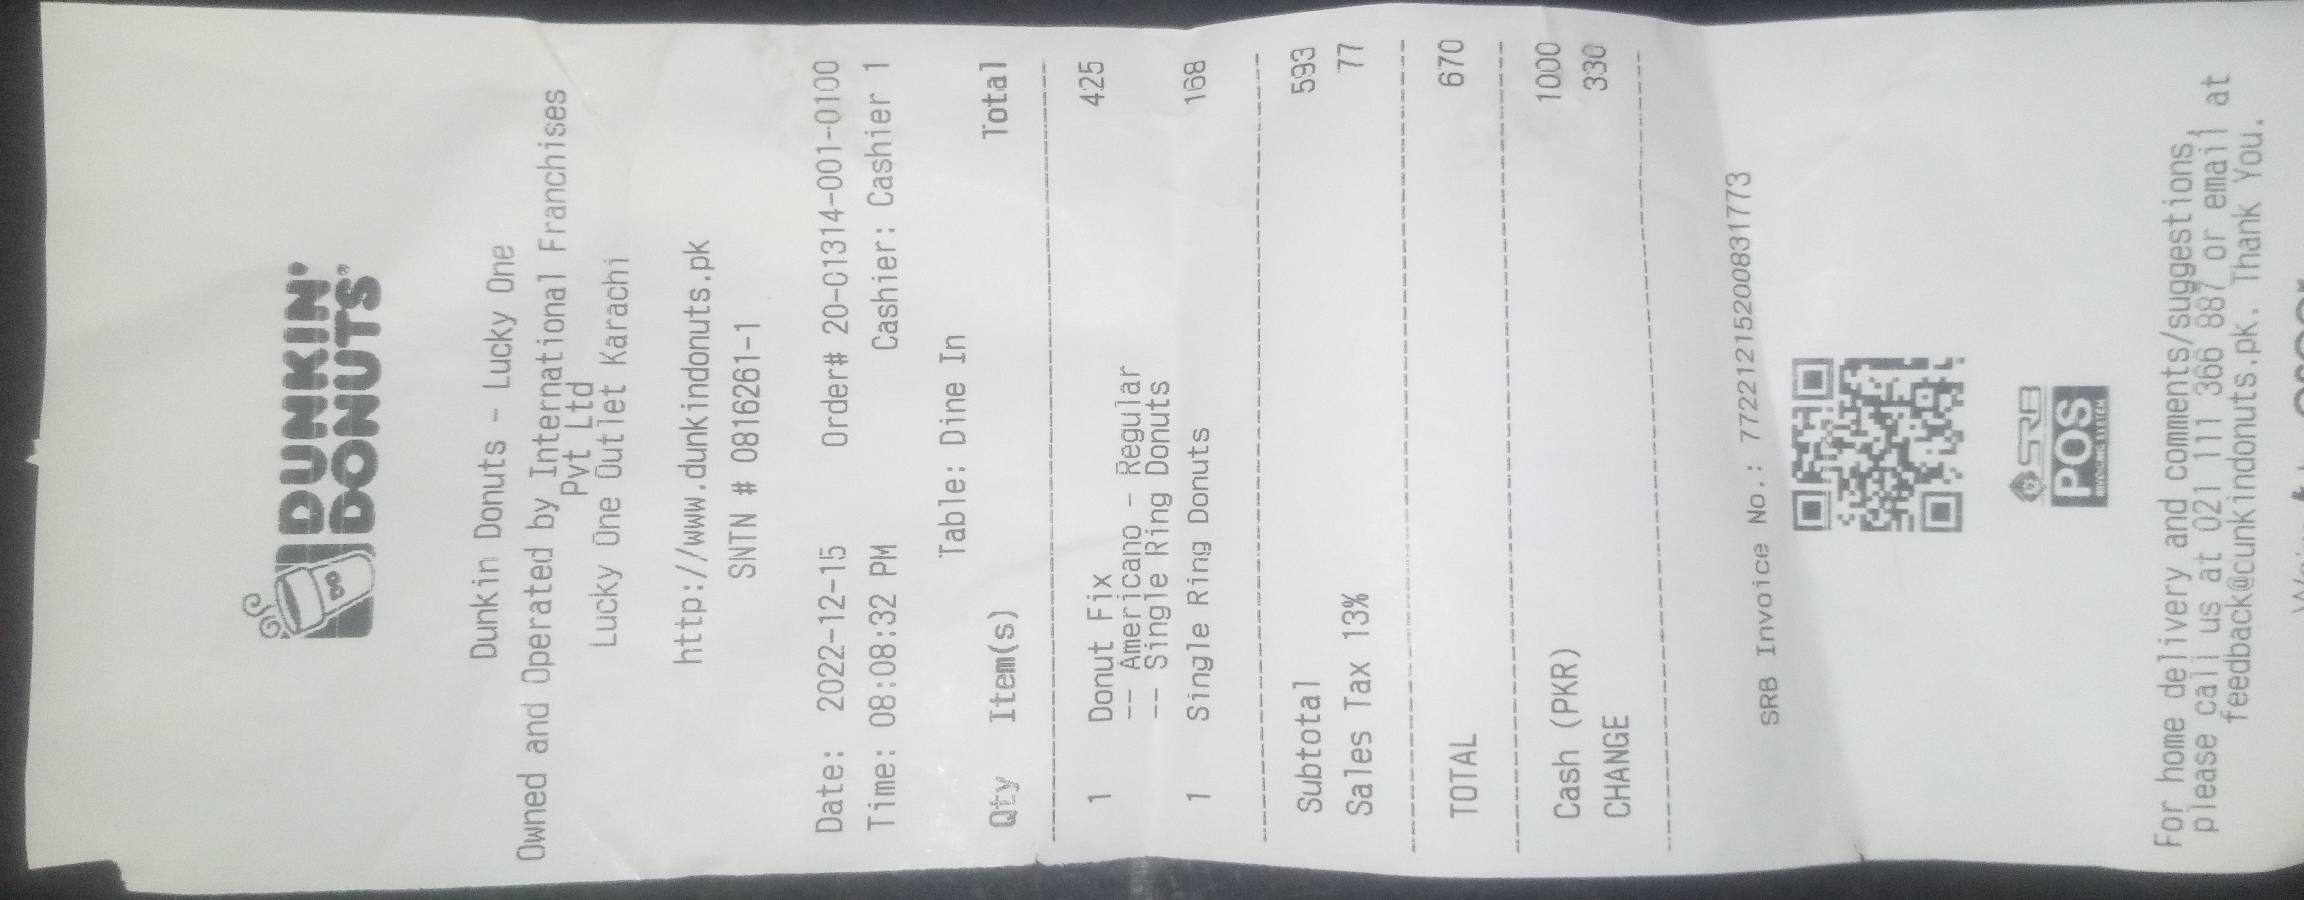 DUNKIN'
DONUTS
Dunkin Donuts - Lucky One
Owned and Operated by International Franchises
Pvt Ltd
Lucky One Outlet Karachi
http://www.dunkindonuts.pk
SNTN # 0816261-1
Date: 2022-12-15 Order# 20-01314-001-0100
Time: 08:08:32 PM Cashier: Cashier 1
Table: Dine In
Qty Item(s) Total
1 Donut Fix 425
-- Americano - Regular
-- Single Ring Donuts
1 Single Ring Donuts 168
Subtotal 593
Sales Tax 13% 77
TOTAL 670
Cash (PKR) 1000
CHANGE 330
SRB Invoice No.: 7722121521520083​1773
SRB
POS
For home delivery and comments/suggestions,
please call us at 021 111 366 887 or email at
feedback@dunkindonuts.pk. Thank You.